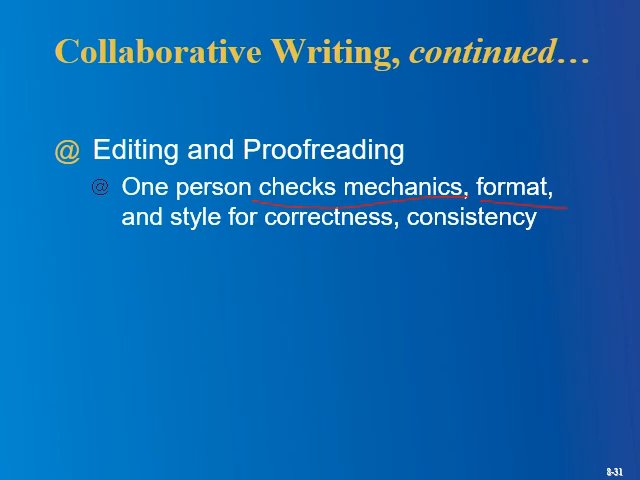 Collaborative Writing, continued…
@ Editing and Proofreading
@ One person checks mechanics, format,
and style for correctness, consistency
8-31